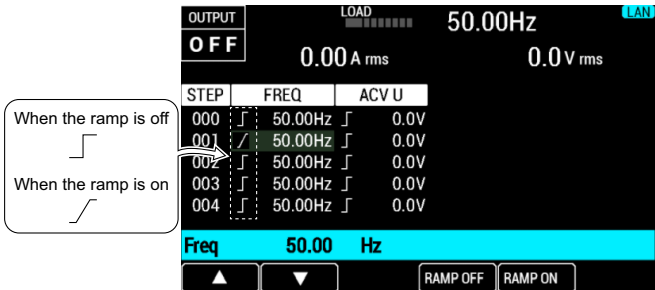 OUTPUT
OFF
LOAD
50.00Hz
LAN
0.00 A rms
0.0 V rms
STEP FREQ ACV U
000 50.00Hz 0.0V
001 50.00Hz 0.0V
002 50.00Hz 0.0V
003 50.00Hz 0.0V
004 50.00Hz 0.0V
When the ramp is off
When the ramp is on
Freq 50.00 Hz
RAMP OFF RAMP ON